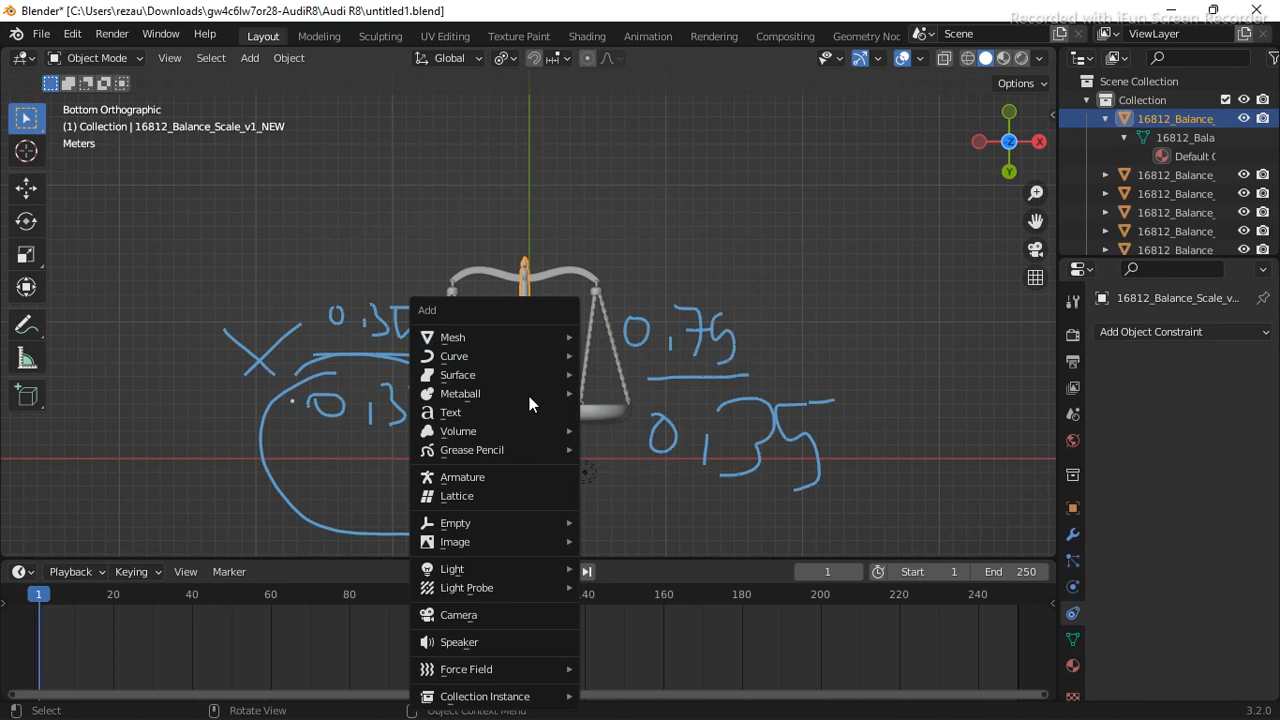 Blender* [C:\Users\rezau\Downloads\gw4c6lw7or28-AudiR8\Audi R8\untitled1.blend]
Recorded with iFun Screen Recorder
File Edit Render Window Help
Layout Modeling Sculpting UV Editing Texture Paint Shading Animation Rendering Compositing Geometry Noc
Scene
ViewLayer
Object Mode View Select Add Object
Global
Options
Bottom Orthographic
(1) Collection | 16812_Balance_Scale_v1_NEW
Meters
X
Z
Y
Scene Collection
Collection
16812_Balance_
16812_Bala
Default
16812_Balance_
16812_Balance_
16812_Balance_
16812_Balance_
16812_Balance_
16812_Balance_Scale_v...
Add Object Constraint
0,75
0,35
Add
Mesh
Curve
Surface
Metaball
Text
Volume
Grease Pencil
Armature
Lattice
Empty
Image
Light
Light Probe
Camera
Speaker
Force Field
Collection Instance
Playback Keying View Marker
1
Start 1 End 250
1 20 40 60 80 140 160 180 200 220 240
Select
Rotate View
Object Context Menu
3.2.0